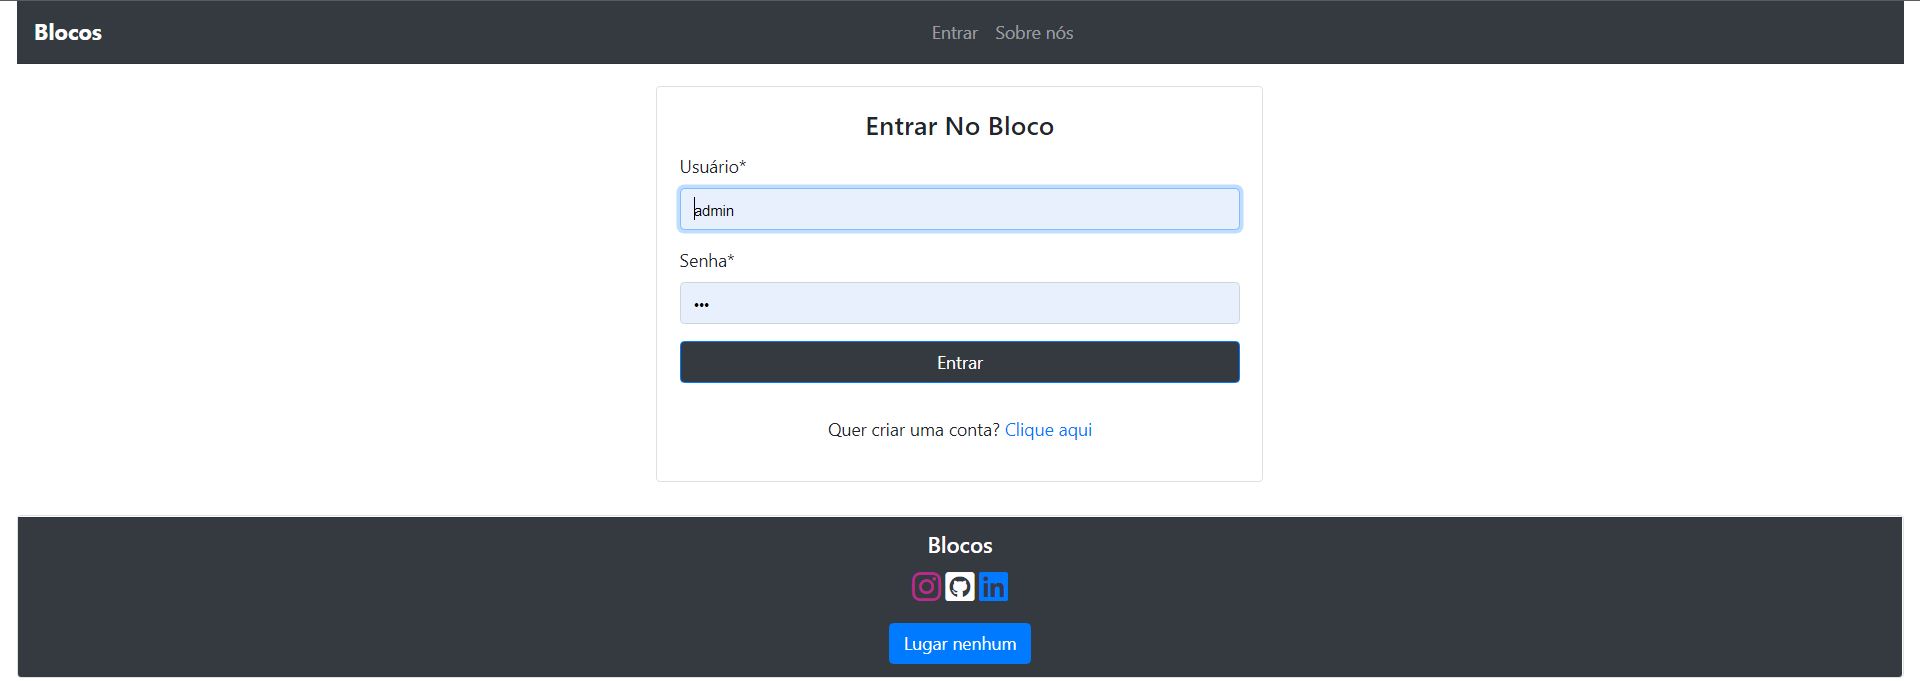 Blocos Entrar Sobre nós
Entrar No Bloco
Usuário*
admin
Senha*
•••
Entrar
Quer criar uma conta? Clique aqui
Blocos
in
Lugar nenhum